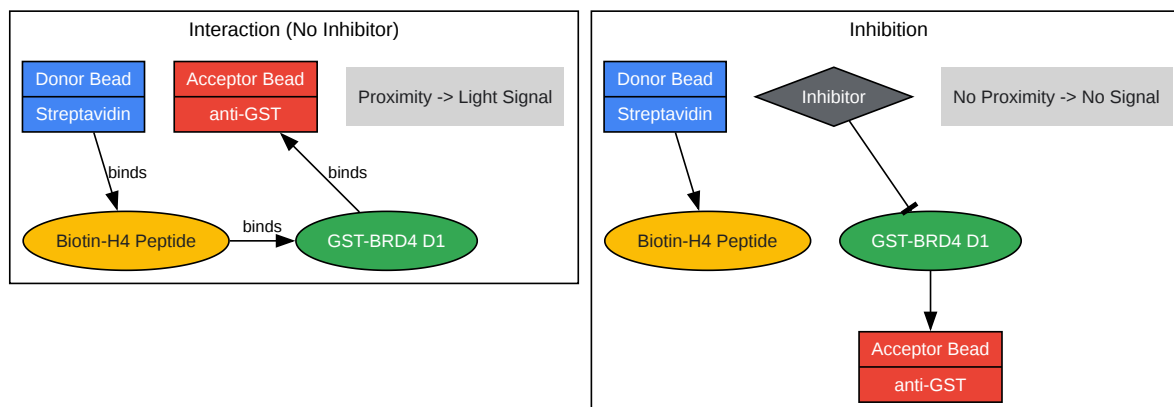 Interaction (No Inhibitor)
Donor Bead
Streptavidin
Acceptor Bead
anti-GST
Proximity -> Light Signal
binds
binds
Biotin-H4 Peptide
binds
GST-BRD4 D1
Inhibition
Donor Bead
Streptavidin
Inhibitor
No Proximity -> No Signal
Biotin-H4 Peptide
GST-BRD4 D1
Acceptor Bead
anti-GST